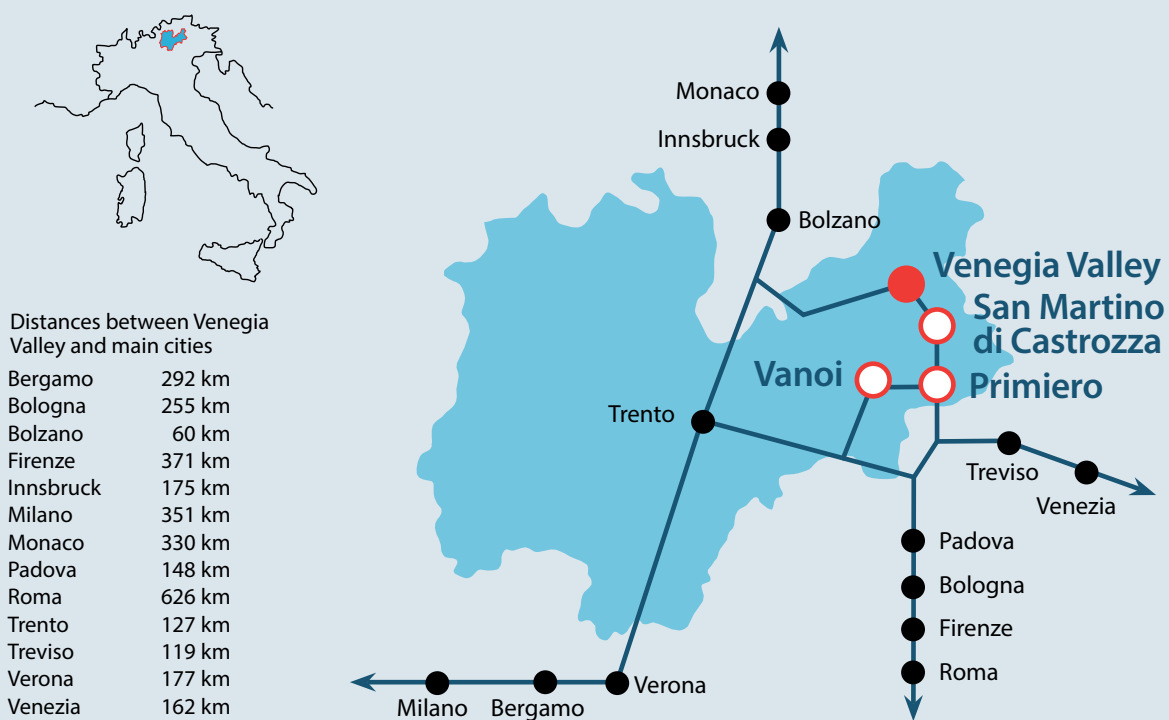 Monaco
Innsbruck
Bolzano
Venegia Valley
San Martino
di Castrozza
Vanoi
Primiero
Trento
Treviso
Venezia
Padova
Bologna
Firenze
Roma
Verona
Milano Bergamo
Distances between Venegia
Valley and main cities
Bergamo 292 km
Bologna 255 km
Bolzano 60 km
Firenze 371 km
Innsbruck 175 km
Milano 351 km
Monaco 330 km
Padova 148 km
Roma 626 km
Trento 127 km
Treviso 119 km
Verona 177 km
Venezia 162 km